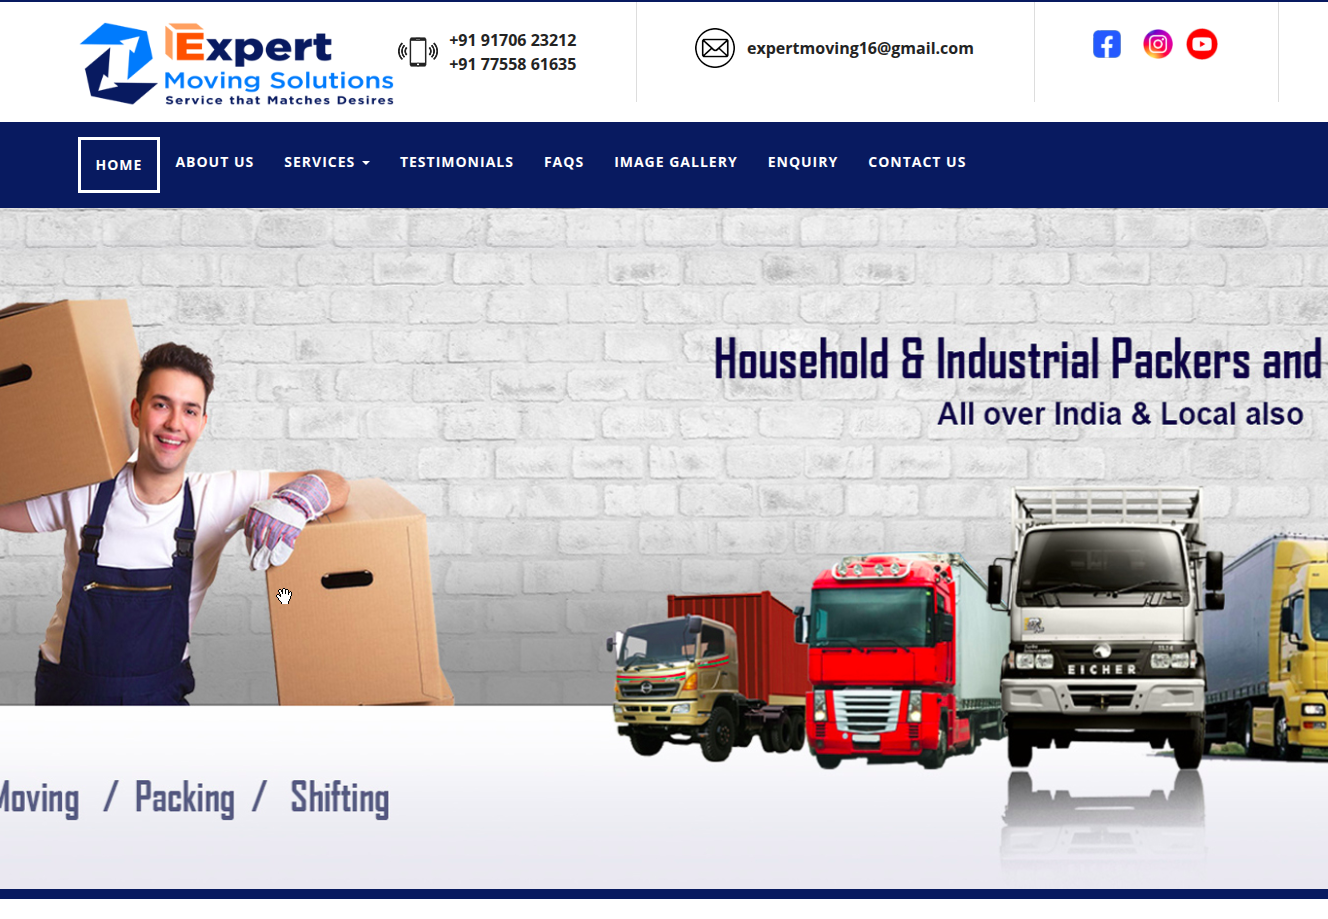 Expert
Moving Solutions
Service that Matches Desires
+91 91706 23212
+91 77558 61635
expertmoving16@gmail.com
HOME
ABOUT US
SERVICES
TESTIMONIALS
FAQS
IMAGE GALLERY
ENQUIRY
CONTACT US
Household & Industrial Packers and
All over India & Local also
EICHER
Moving / Packing / Shifting